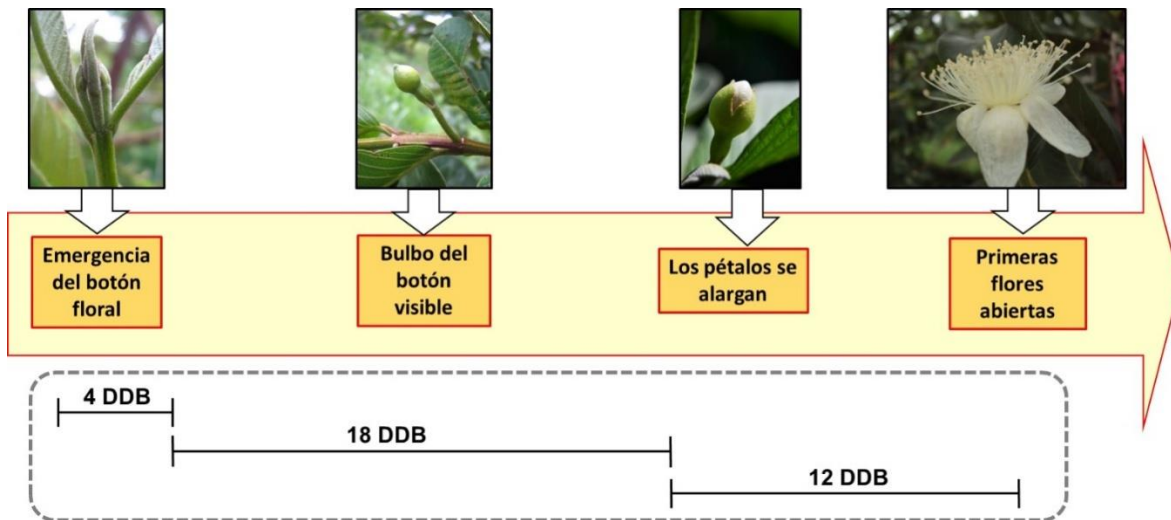 Emergencia
del botón
floral
Bulbo del
botón
visible
Los pétalos se
alargan
Primeras
flores
abiertas
4 DDB
18 DDB
12 DDB